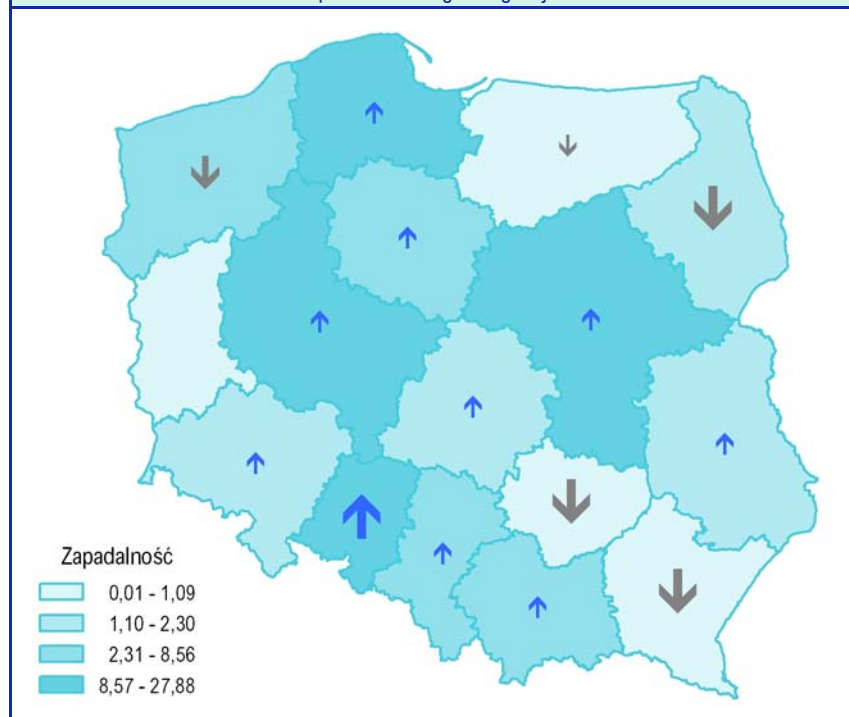 Zapadalność
0,01 - 1,09
1,10 - 2,30
2,31 - 8,56
8,57 - 27,88